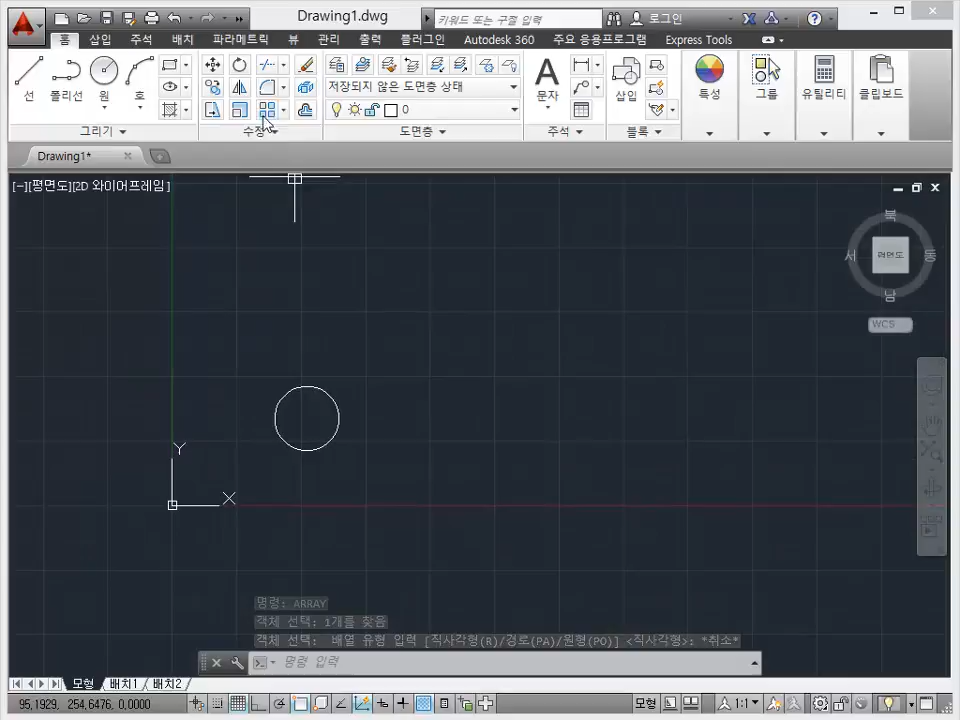 Drawing1.dwg
키워드 또는 구절 입력
로그인
홈 삽입 주석 배치 파라메트릭 뷰 관리 출력 플러그인 Autodesk 360 주요 응용프로그램 Express Tools
선 폴리선 원 호
저장되지 않은 도면층 상태
0
문자 삽입 특성 그룹 유틸리티 클립보드
그리기 수정 도면층 주석 블록
Drawing1*
[-][평면도][2D 와이어프레임]
북
서 평면도 동
남
WCS
Y
X
명령: ARRAY
객체 선택: 1개를 찾음
객체 선택: 배열 유형 입력 [직사각형(R)/경로(PA)/원형(PO)] <직사각형>: *취소*
명령 입력
모형 배치1 배치2
95,1929, 254,6476, 0,0000
모형 1:1